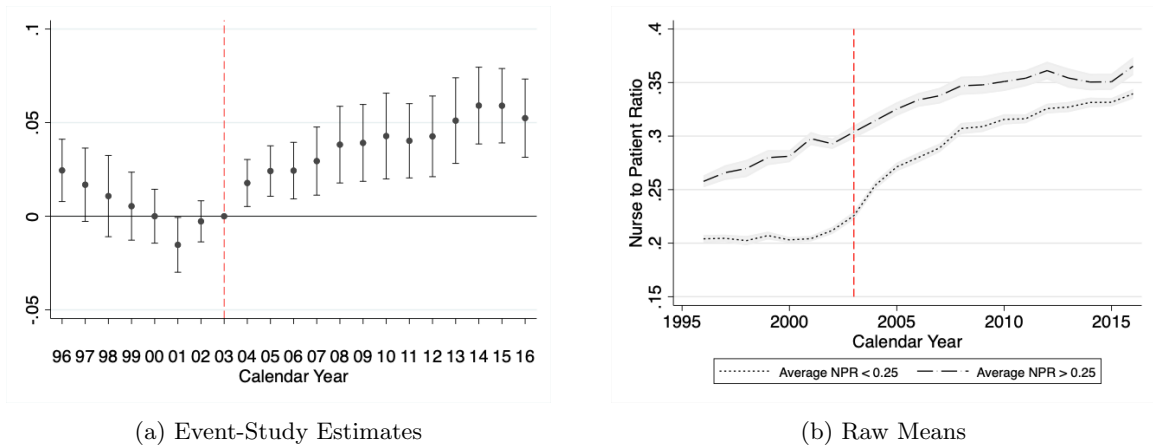 .1
.05
0
-.05
96 97 98 99 00 01 02 03 04 05 06 07 08 09 10 11 12 13 14 15 16
Calendar Year
(a) Event-Study Estimates
Nurse to Patient Ratio
.4
.35
.3
.25
.2
.15
1995 2000 2005 2010 2015
Calendar Year
Average NPR < 0.25 Average NPR > 0.25
(b) Raw Means